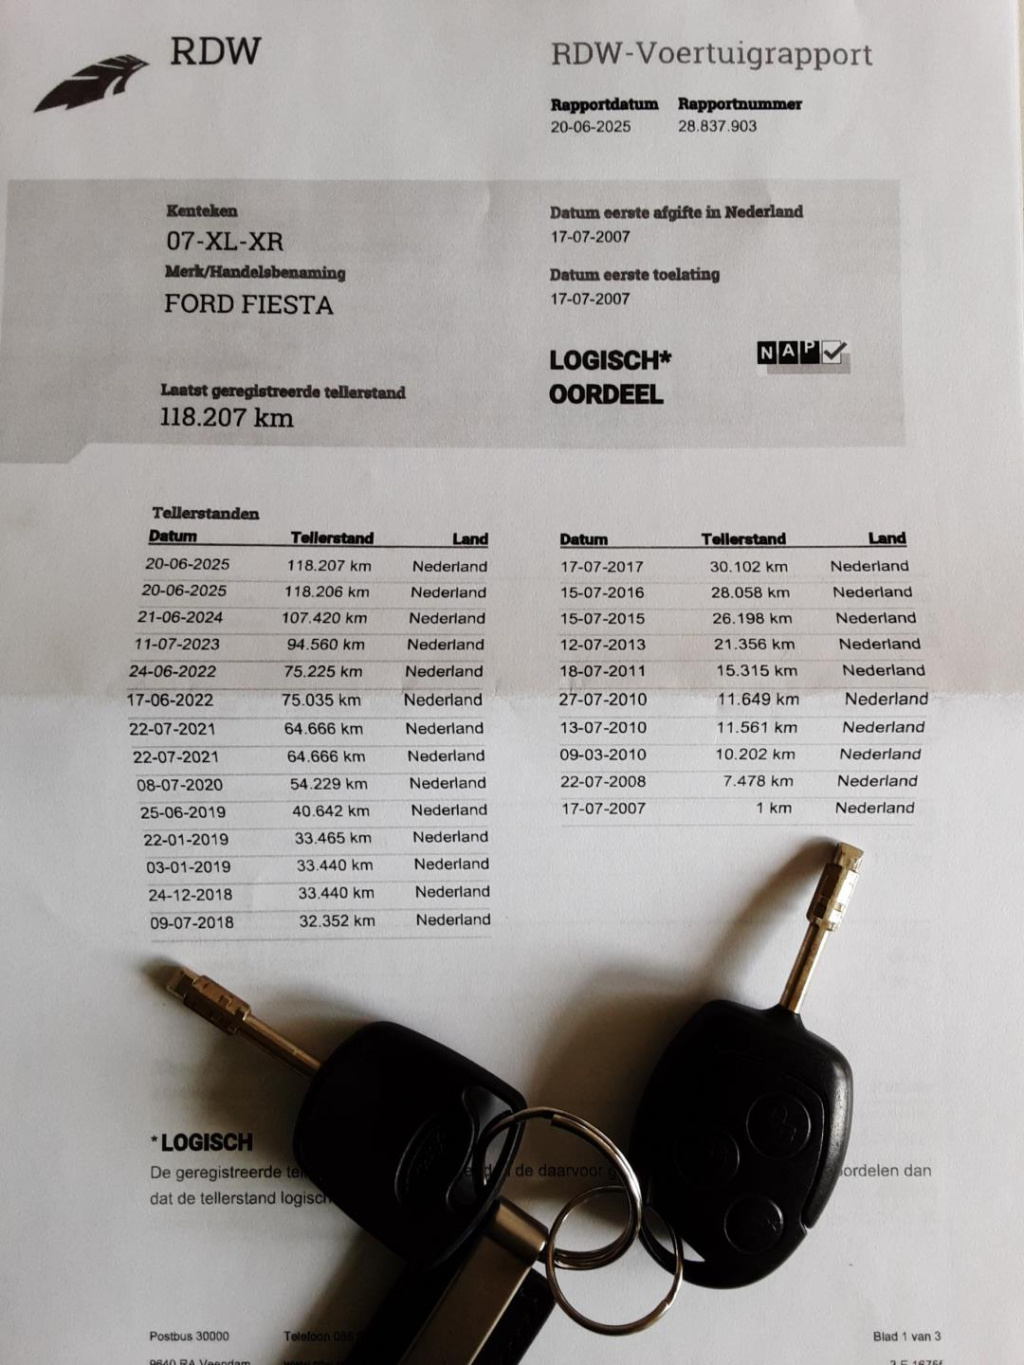 RDW
RDW-Voertuigrapport
Rapportdatum Rapportnummer
20-06-2025 28.837.903
Kenteken
07-XL-XR
Merk/Handelsbenaming
FORD FIESTA
Laatst geregistreerde tellerstand
118.207 km
Datum eerste afgifte in Nederland
17-07-2007
Datum eerste toelating
17-07-2007
LOGISCH*
OORDEEL
NAP
Tellerstanden
Datum Tellerstand Land
20-06-2025 118.207 km Nederland
20-06-2025 118.206 km Nederland
21-06-2024 107.420 km Nederland
11-07-2023 94.560 km Nederland
24-06-2022 75.225 km Nederland
17-06-2022 75.035 km Nederland
22-07-2021 64.666 km Nederland
22-07-2021 64.666 km Nederland
08-07-2020 54.229 km Nederland
25-06-2019 40.642 km Nederland
22-01-2019 33.465 km Nederland
03-01-2019 33.440 km Nederland
24-12-2018 33.440 km Nederland
09-07-2018 32.352 km Nederland
Datum Tellerstand Land
17-07-2017 30.102 km Nederland
15-07-2016 28.058 km Nederland
15-07-2015 26.198 km Nederland
12-07-2013 21.356 km Nederland
18-07-2011 15.315 km Nederland
27-07-2010 11.649 km Nederland
13-07-2010 11.561 km Nederland
09-03-2010 10.202 km Nederland
22-07-2008 7.478 km Nederland
17-07-2007 1 km Nederland
*LOGISCH
De geregistreerde de daarvoor dan
dat de tellerstand logisch
Postbus 30000 Telefoon Blad 1 van 3
9640 RA Veendam